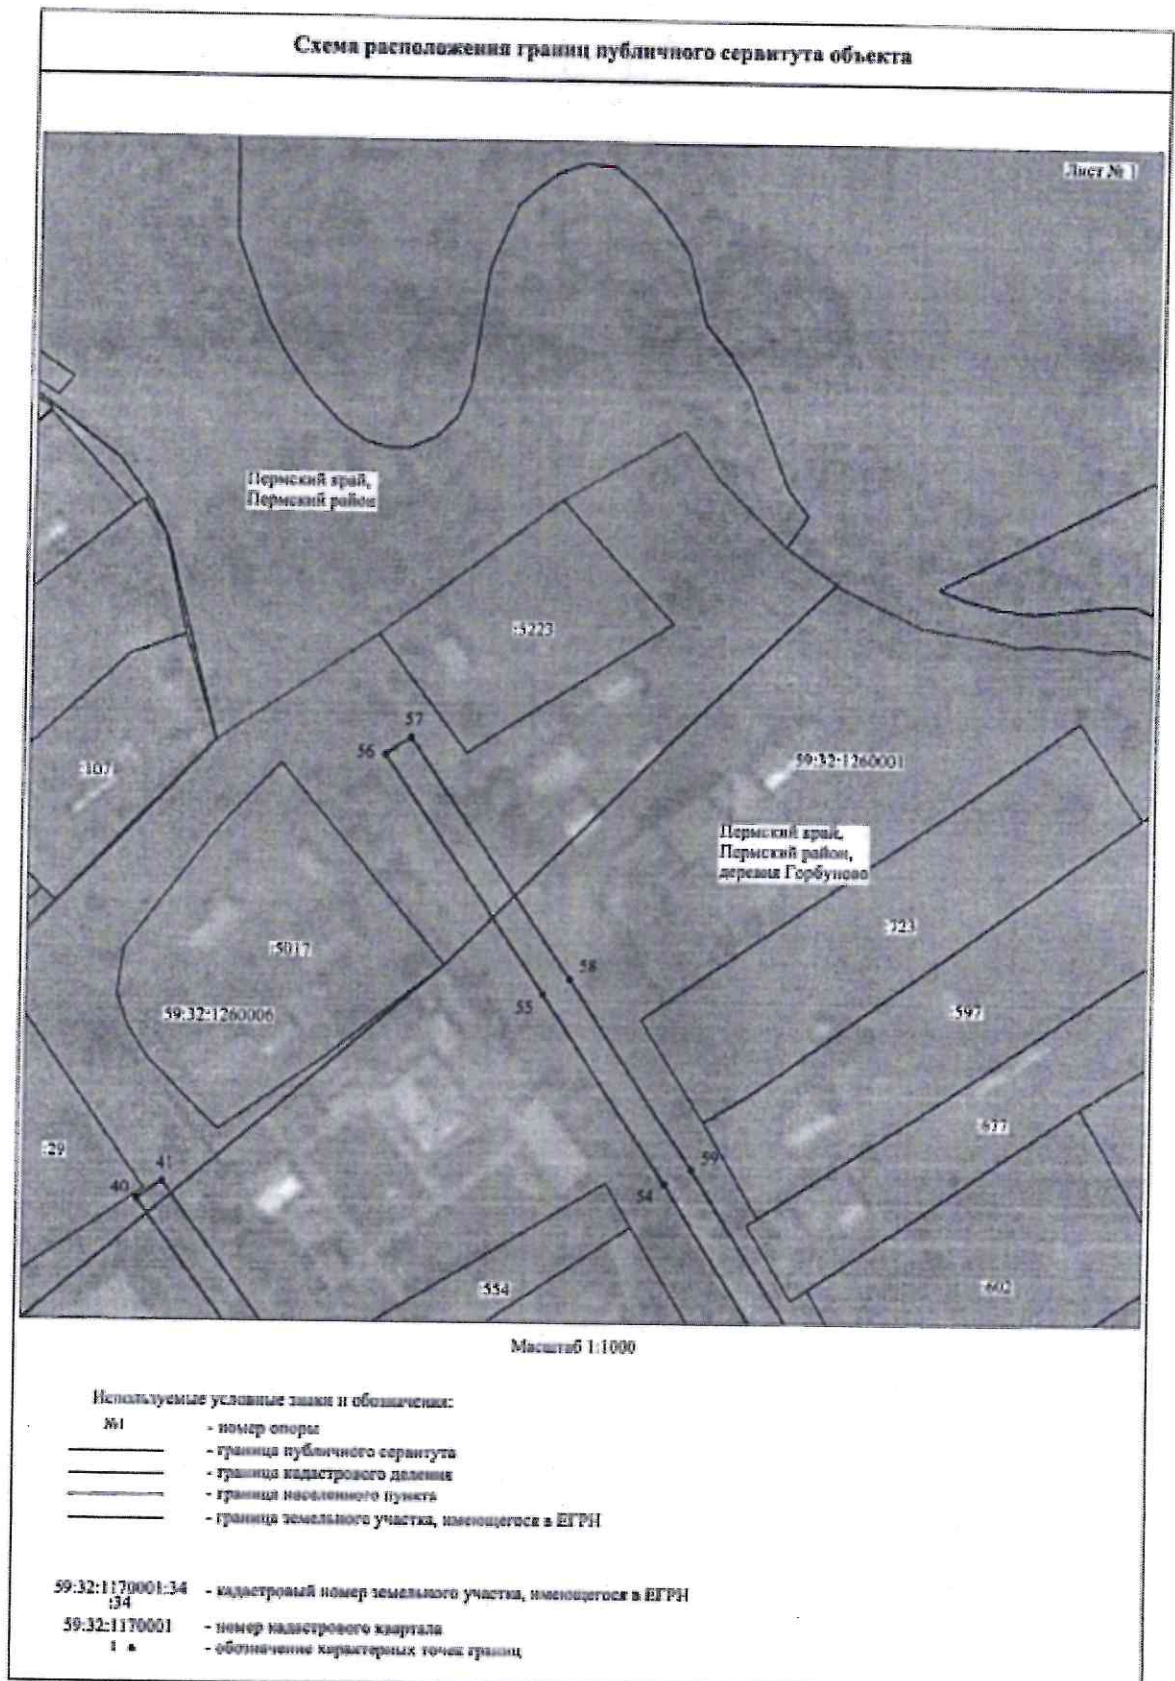 Схема расположения границ публичного сервитута объекта
Лист № 1
Пермский край,
Пермский район
:5223
57
56
:107
59:32:1260001
Пермский край,
Пермский район,
деревня Горбуново
:723
:5017
58
55
59:32:1260006
:597
:677
:29
41
40
59
54
:554
:602
Масштаб 1:1000
Используемые условные знаки и обозначения:
№1 - номер опоры
- граница публичного сервитута
- граница кадастрового деления
- граница населенного пункта
- граница земельного участка, имеющегося в ЕГРН
59:32:1170001:34 - кадастровый номер земельного участка, имеющегося в ЕГРН
:34
59:32:1170001 - номер кадастрового квартала
1 - обозначение характерных точек границ